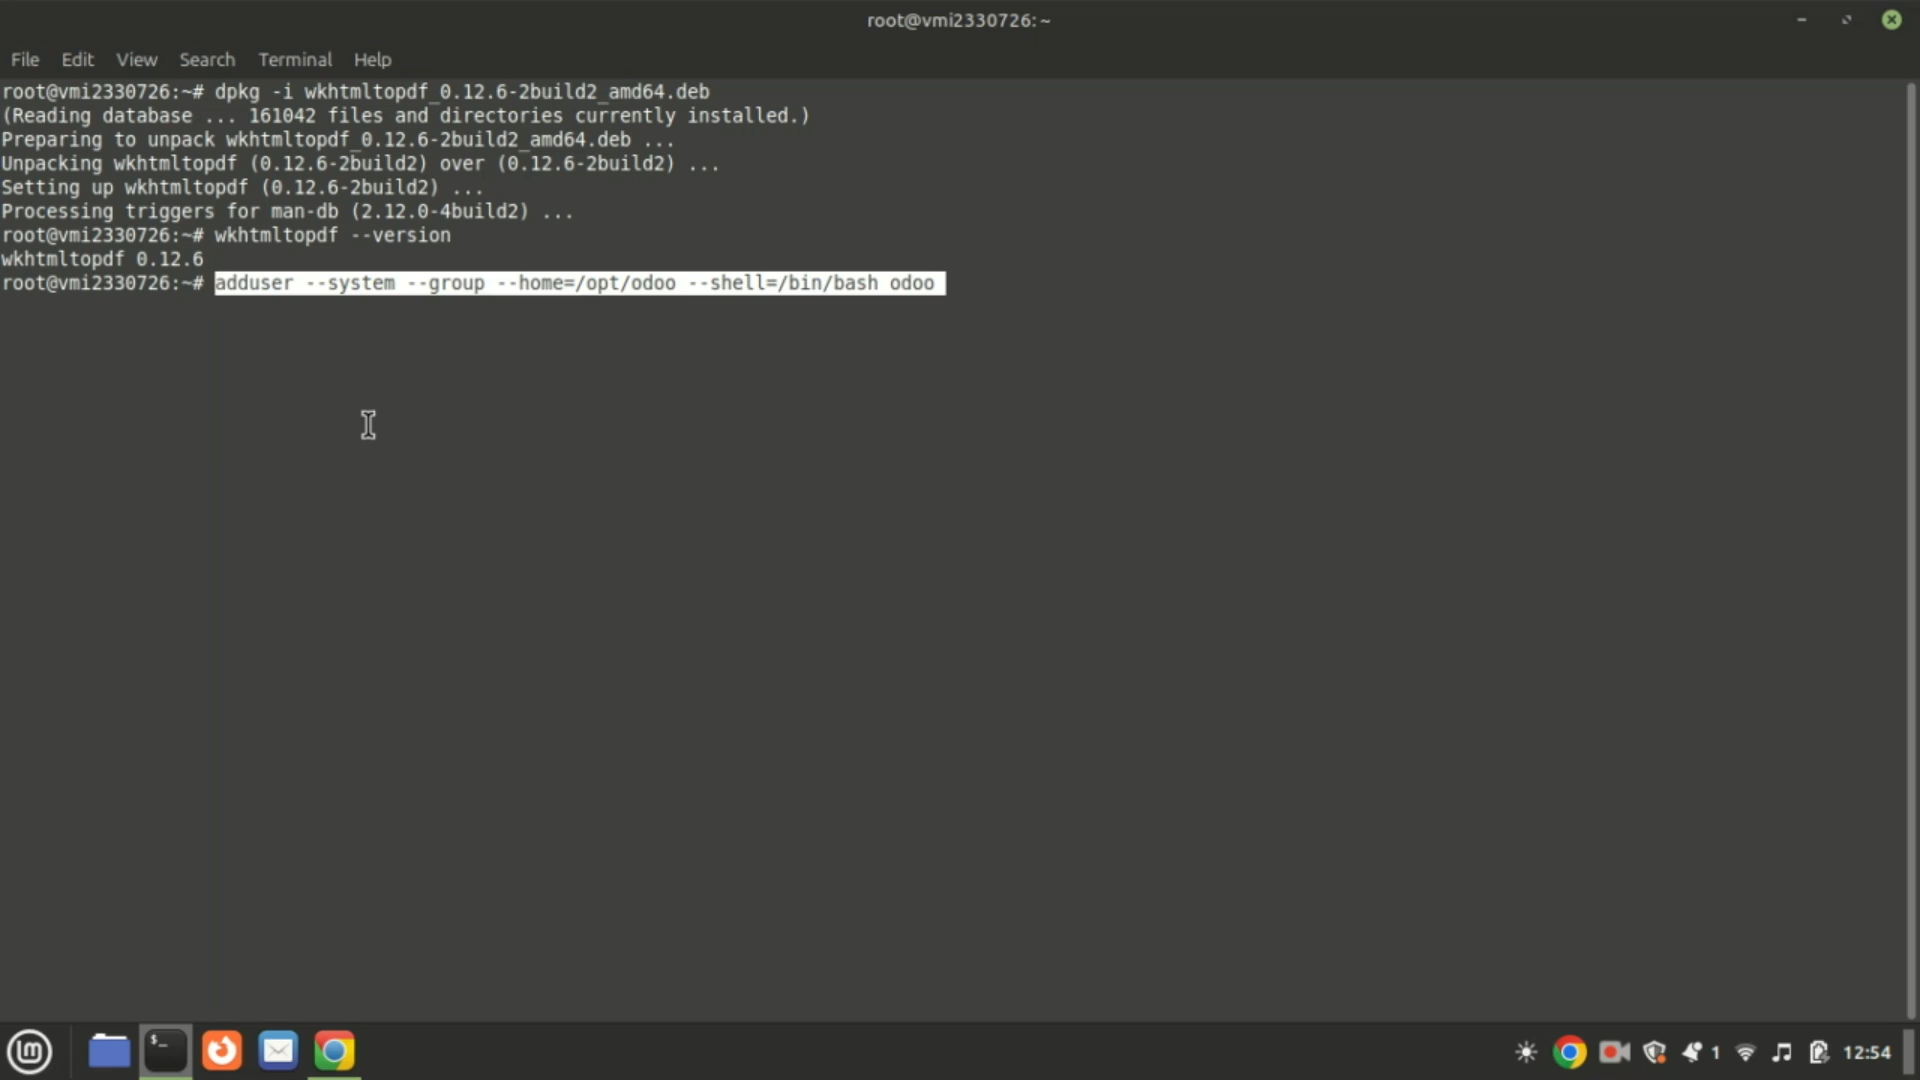 root@vmi2330726:~
File Edit View Search Terminal Help
root@vmi2330726:~# dpkg -i wkhtmltopdf_0.12.6-2build2_amd64.deb
(Reading database ... 161042 files and directories currently installed.)
Preparing to unpack wkhtmltopdf_0.12.6-2build2_amd64.deb ...
Unpacking wkhtmltopdf (0.12.6-2build2) over (0.12.6-2build2) ...
Setting up wkhtmltopdf (0.12.6-2build2) ...
Processing triggers for man-db (2.12.0-4build2) ...
root@vmi2330726:~# wkhtmltopdf --version
wkhtmltopdf 0.12.6
root@vmi2330726:~# adduser --system --group --home=/opt/odoo --shell=/bin/bash odoo
1 12:54